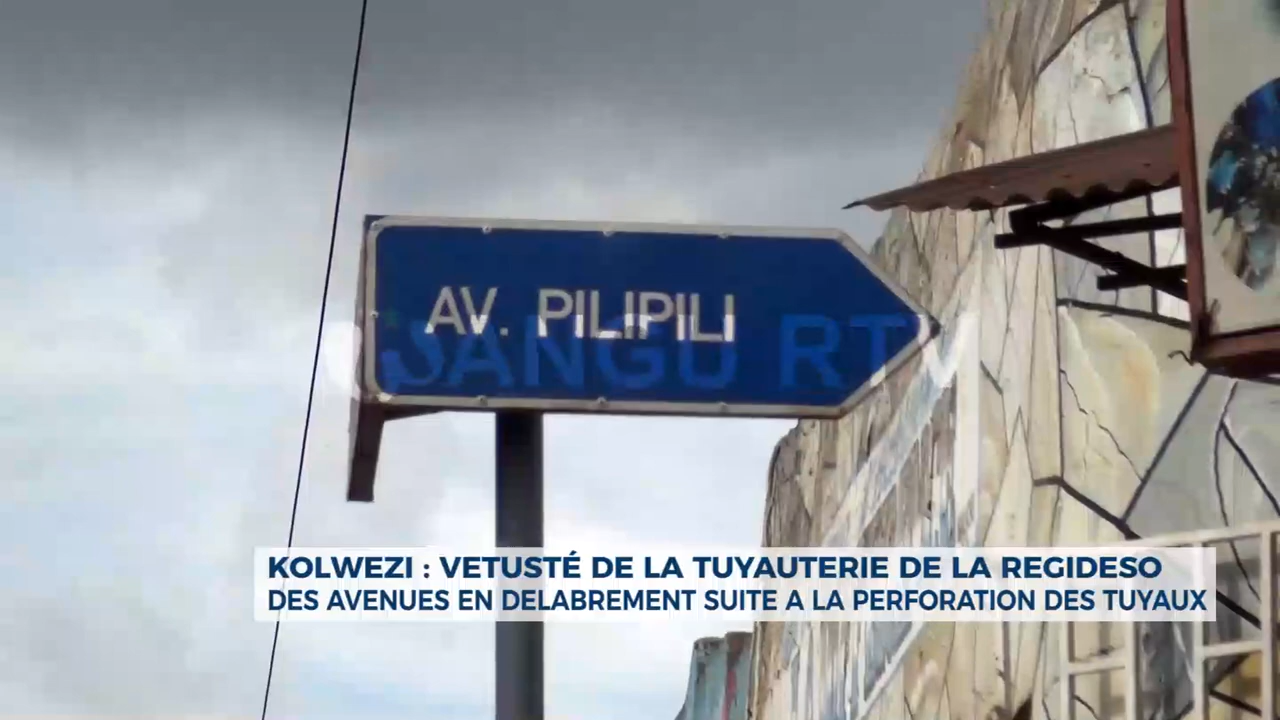 AV. PILIPILI
WANGU RTV
KOLWEZI : VETUSTÉ DE LA TUYAUTERIE DE LA REGIDESO
DES AVENUES EN DELABREMENT SUITE A LA PERFORATION DES TUYAUX